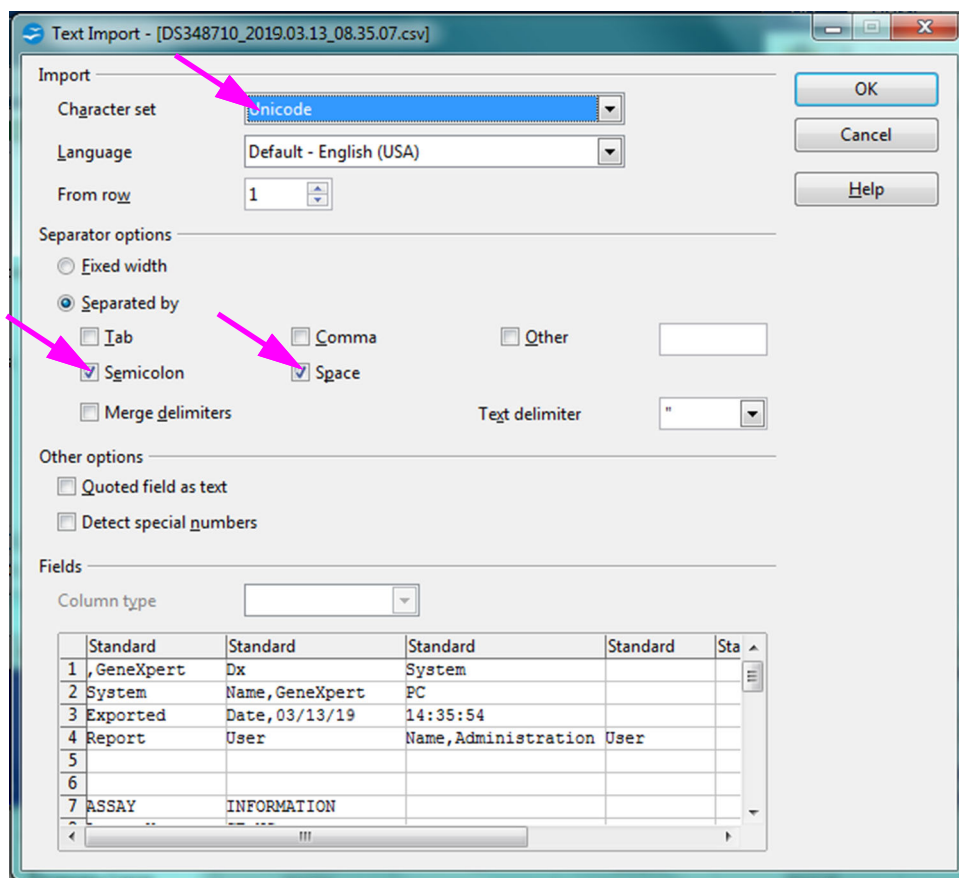 Text Import - [DS348710_2019.03.13_08.35.07.csv]
Import
OK
Character set Unicode
Cancel
Language Default - English (USA)
From row 1
Help
Separator options
Fixed width
Separated by
Tab Comma Other
Semicolon Space
Merge delimiters Text delimiter "
Other options
Quoted field as text
Detect special numbers
Fields
Column type
Standard Standard Standard Standard Sta
1 ,GeneXpert Dx System
2 System Name,GeneXpert PC
3 Exported Date,03/13/19 14:35:54
4 Report User Name,Administration User
5
6
7 ASSAY INFORMATION